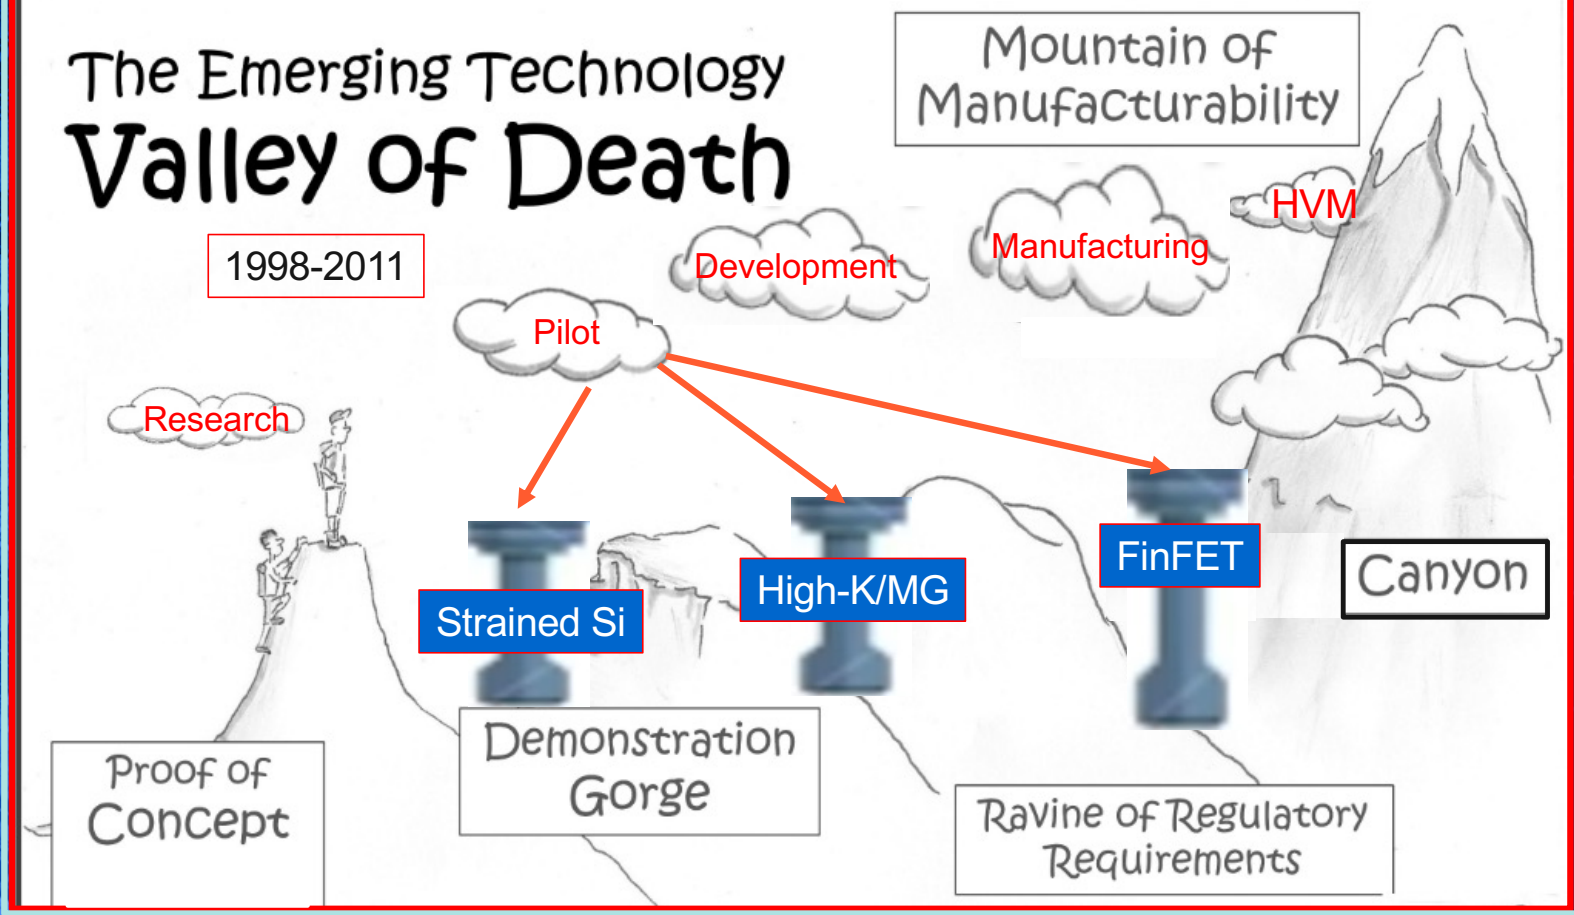 The Emerging Technology
Valley of Death
1998-2011
Mountain of
Manufacturability
HVM
Manufacturing
Development
Pilot
Research
FinFET
Canyon
High-K/MG
Strained Si
Demonstration
Gorge
Proof of
Concept
Ravine of Regulatory
Requirements